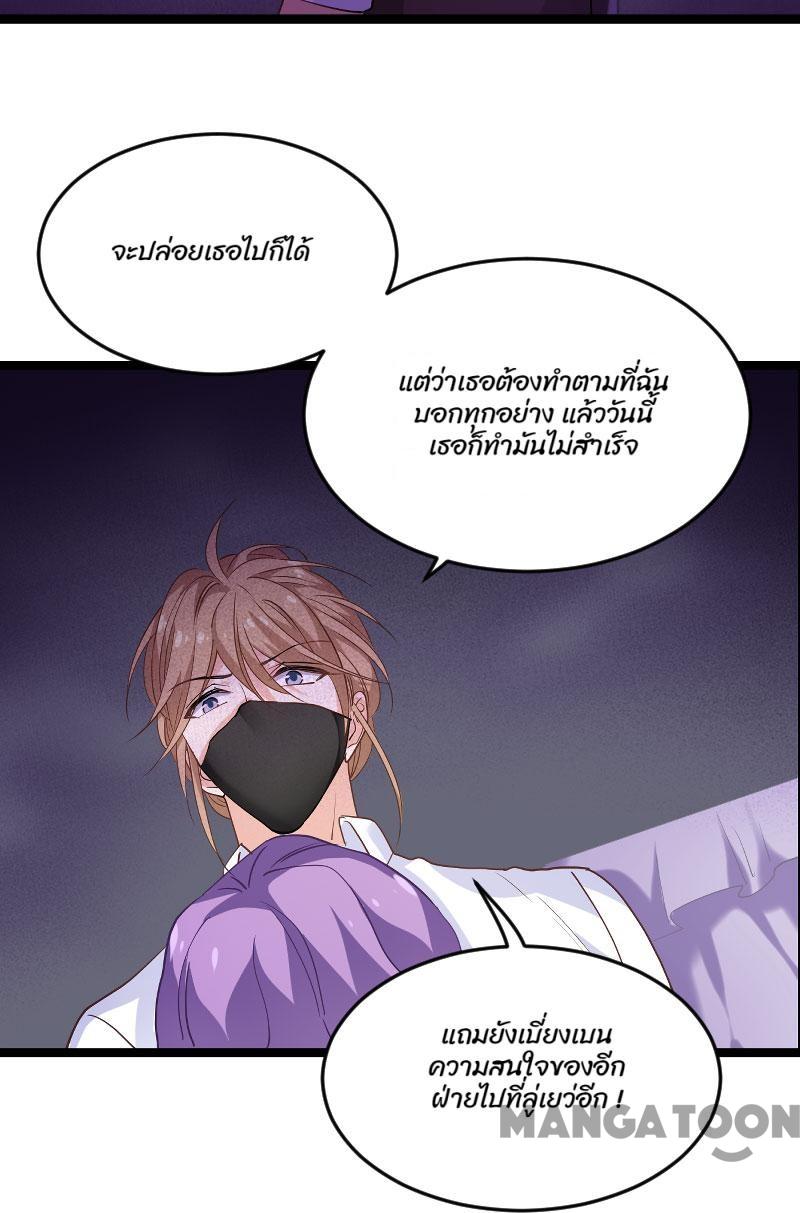 จะปล่อยเธอไปก็ได้
แต่ว่าเธอต้องทำตามที่ฉัน
บอกทุกอย่าง แล้ววันนี้
เธอก็ทำมันไม่สำเร็จ
แถมยังเบี่ยงเบน
ความสนใจของอีก
ฝ่ายไปที่ลู่เยว่อีก !
MANGATOON